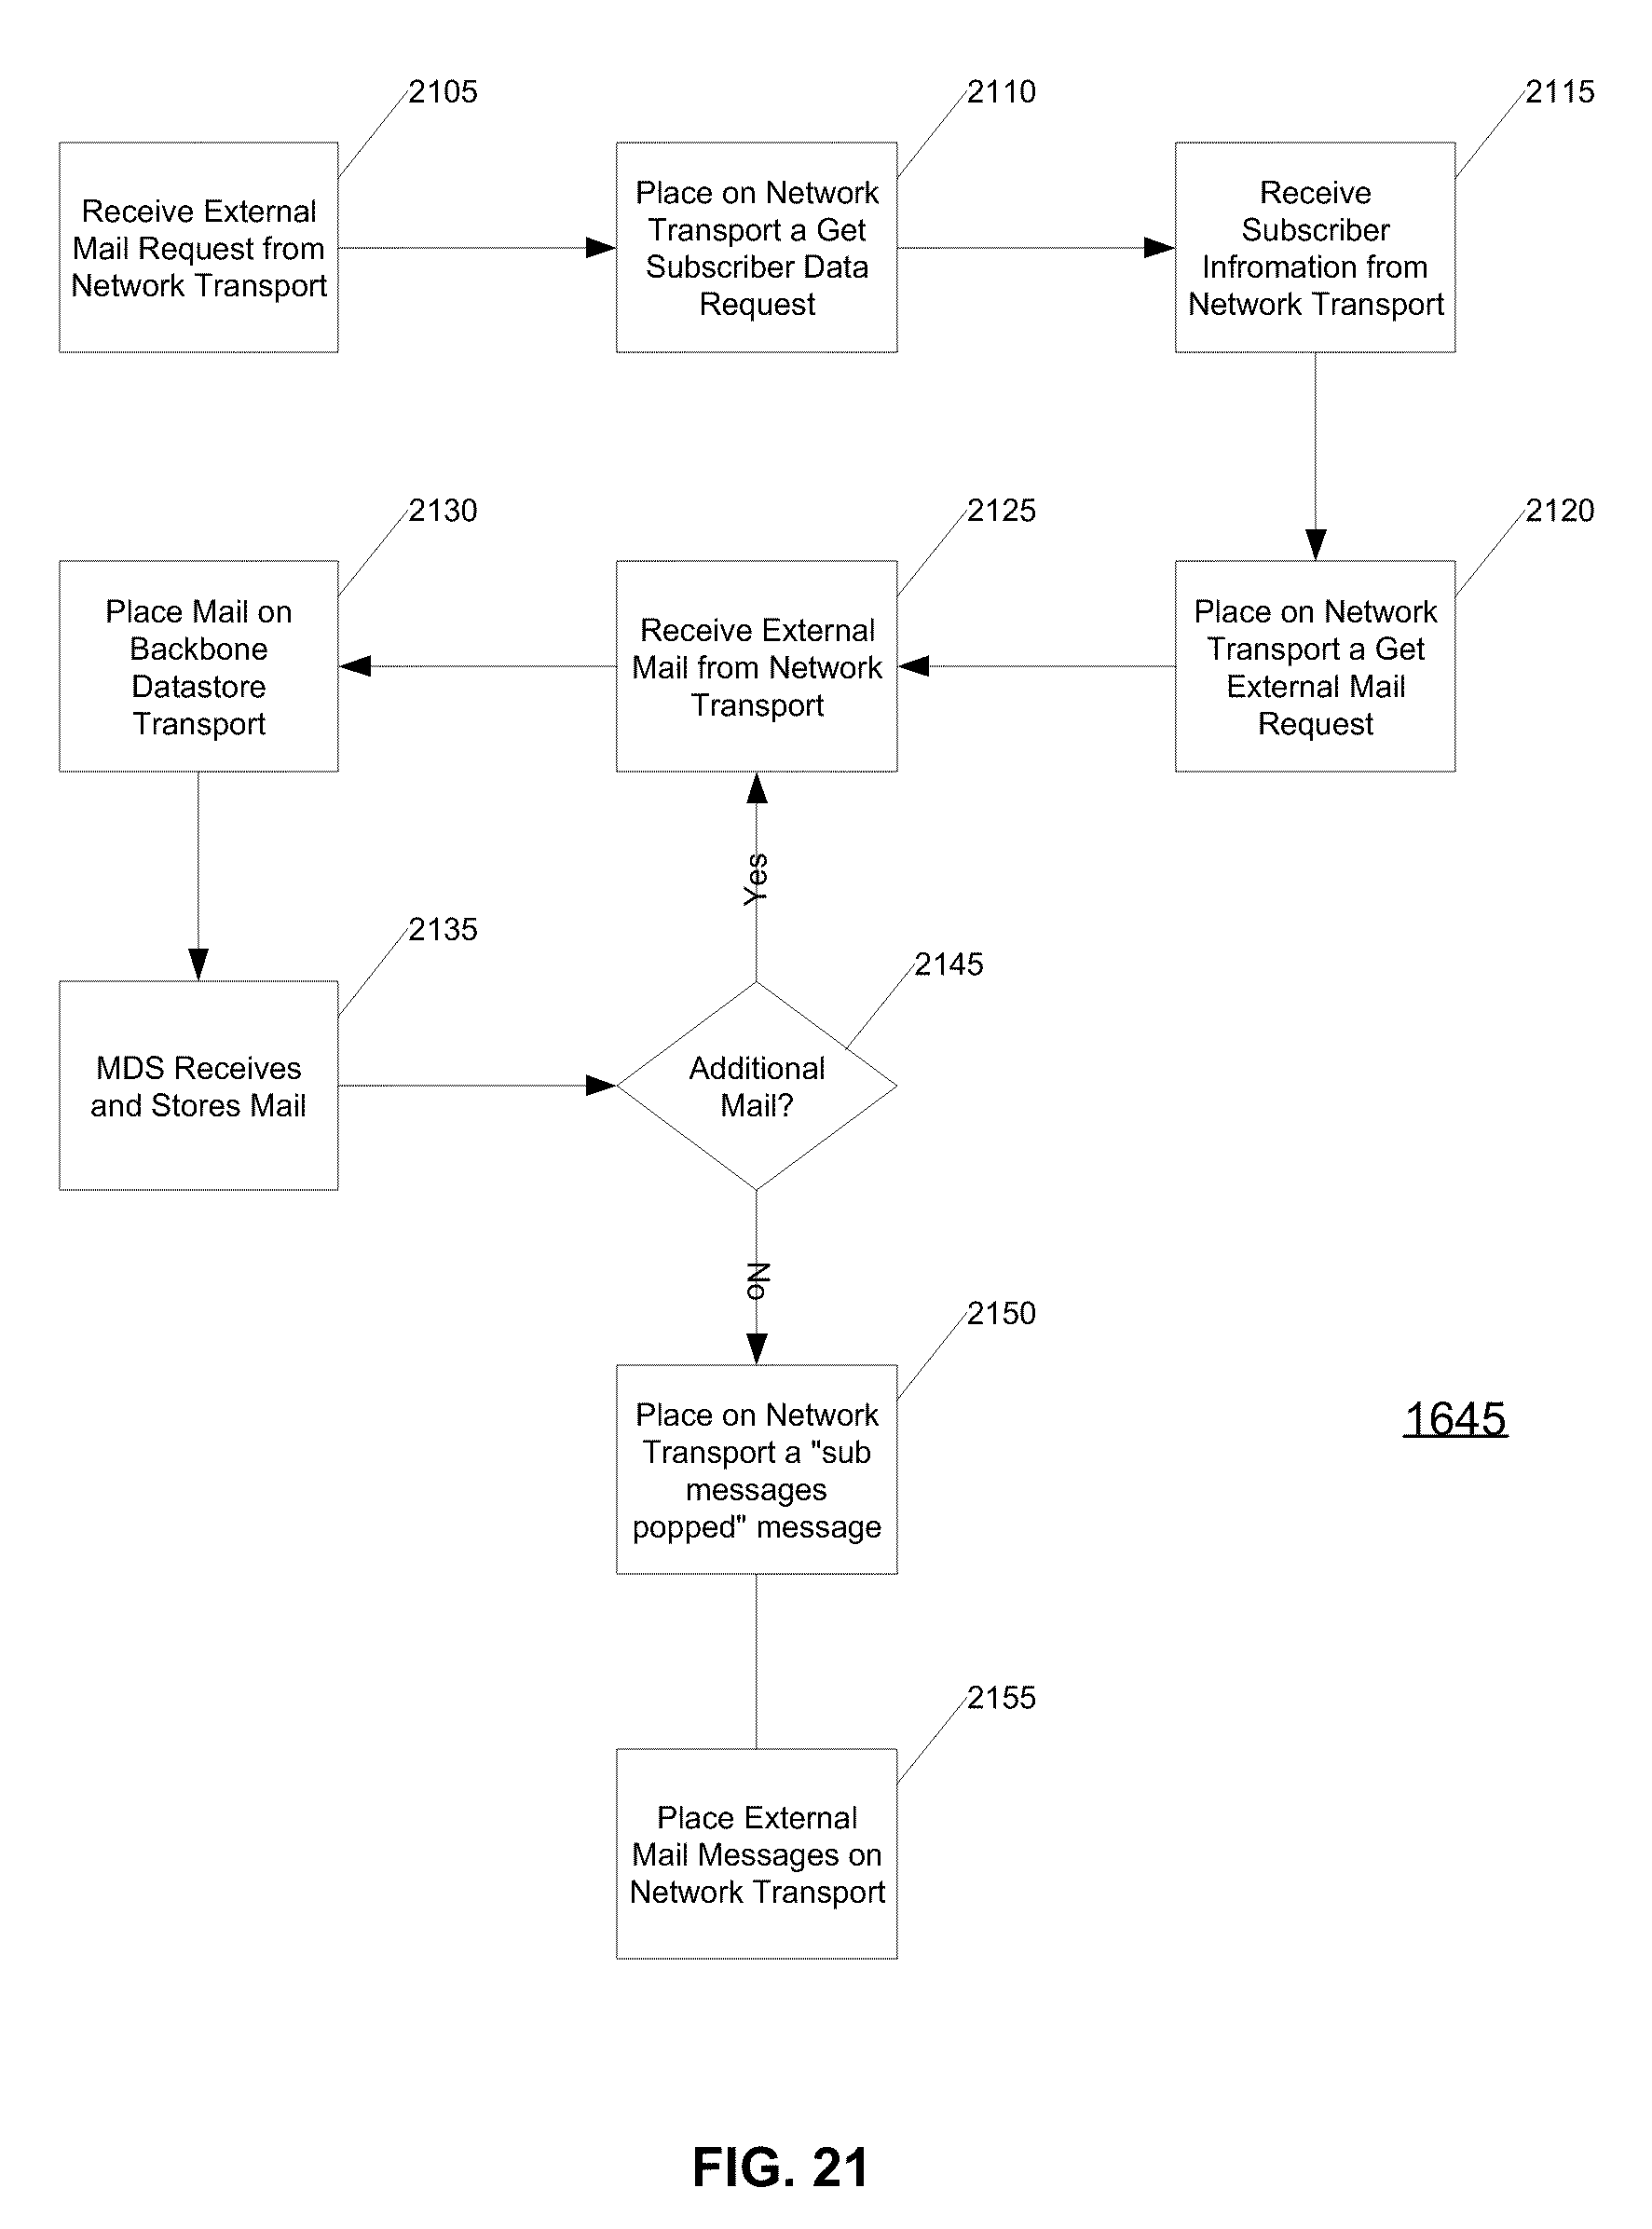 2105
Receive External
Mail Request from
Network Transport
2110
Place on Network
Transport a Get
Subscriber Data
Request
2115
Receive
Subscriber
Infromation from
Network Transport
2120
Place on Network
Transport a Get
External Mail
Request
2125
Receive External
Mail from Network
Transport
2130
Place Mail on
Backbone
Datastore
Transport
2135
MDS Receives
and Stores Mail
2145
Additional
Mail?
Yes
No
2150
Place on Network
Transport a "sub
messages
popped" message
1645
2155
Place External
Mail Messages on
Network Transport
FIG. 21